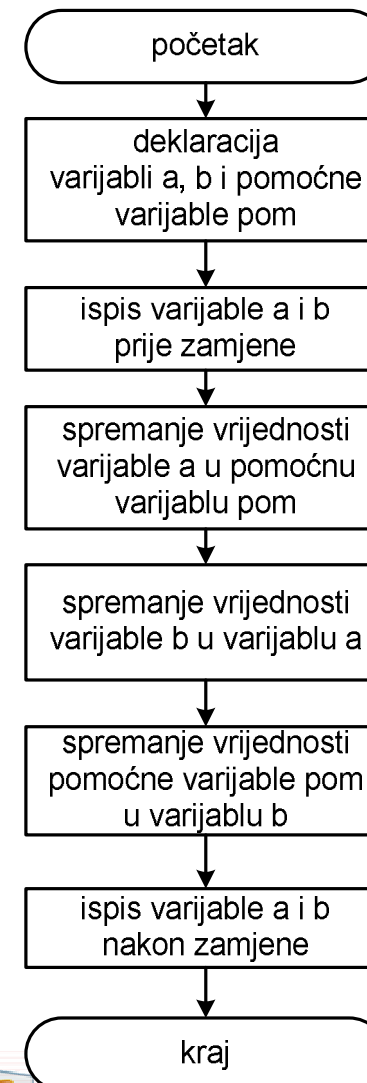 početak
deklaracija
varijabli a, b i pomoćne
varijable pom
ispis varijable a i b
prije zamjene
spremanje vrijednosti
varijable a u pomoćnu
varijablu pom
spremanje vrijednosti
varijable b u varijablu a
spremanje vrijednosti
pomoćne varijable pom
u varijablu b
ispis varijable a i b
nakon zamjene
kraj